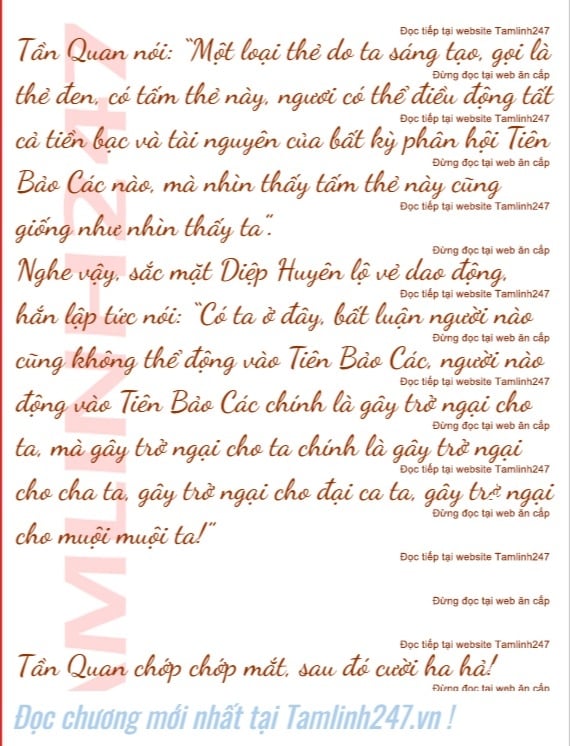 Đọc tiếp tại website Tamlinh247
Tần Quan nói: “Một loại thẻ do ta sáng tạo, gọi là
Đừng đọc tại web ăn cắp
thẻ đen, có tấm thẻ này, ngươi có thể điều động tất
Đọc tiếp tại website Tamlinh247
cả tiền bạc và tài nguyên của bất kỳ phân hội Tiên
Đừng đọc tại web ăn cắp
Bảo Các nào, mà nhìn thấy tấm thẻ này cũng
Đọc tiếp tại website Tamlinh247
giống như nhìn thấy ta”.
Đừng đọc tại web ăn cắp
Nghe vậy, sắc mặt Diệp Huyên lộ vẻ dao động,
Đọc tiếp tại website Tamlinh247
hắn lập tức nói: “Có ta ở đây, bất luận người nào
Đừng đọc tại web ăn cắp
cũng không thể động vào Tiên Bảo Các, người nào
Đọc tiếp tại website Tamlinh247
động vào Tiên Bảo Các chính là gây trở ngại cho
Đừng đọc tại web ăn cắp
ta, mà gây trở ngại cho ta chính là gây trở ngại
Đọc tiếp tại website Tamlinh247
cho cha ta, gây trở ngại cho đại ca ta, gây trở ngại
Đừng đọc tại web ăn cắp
cho muội muội ta!”
Đọc tiếp tại website Tamlinh247
Đừng đọc tại web ăn cắp
Đọc tiếp tại website Tamlinh247
Tần Quan chớp chớp mắt, sau đó cười ha hả!
Đừng đọc tại web ăn cắp
AMLINH247
Đọc chương mới nhất tại Tamlinh247.vn !